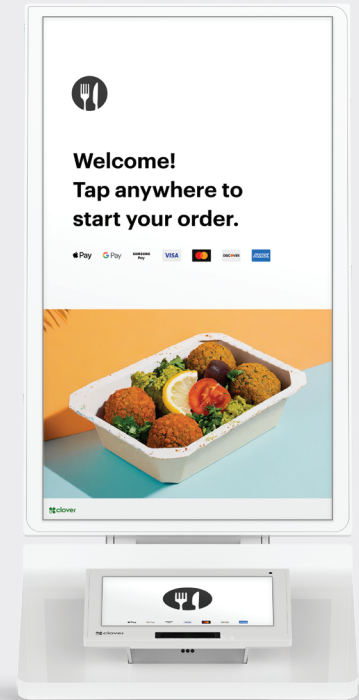 Welcome!
Tap anywhere to
start your order.
Pay G Pay SAMSUNG Pay VISA DISCOVER AMERICAN EXPRESS
clover
clover